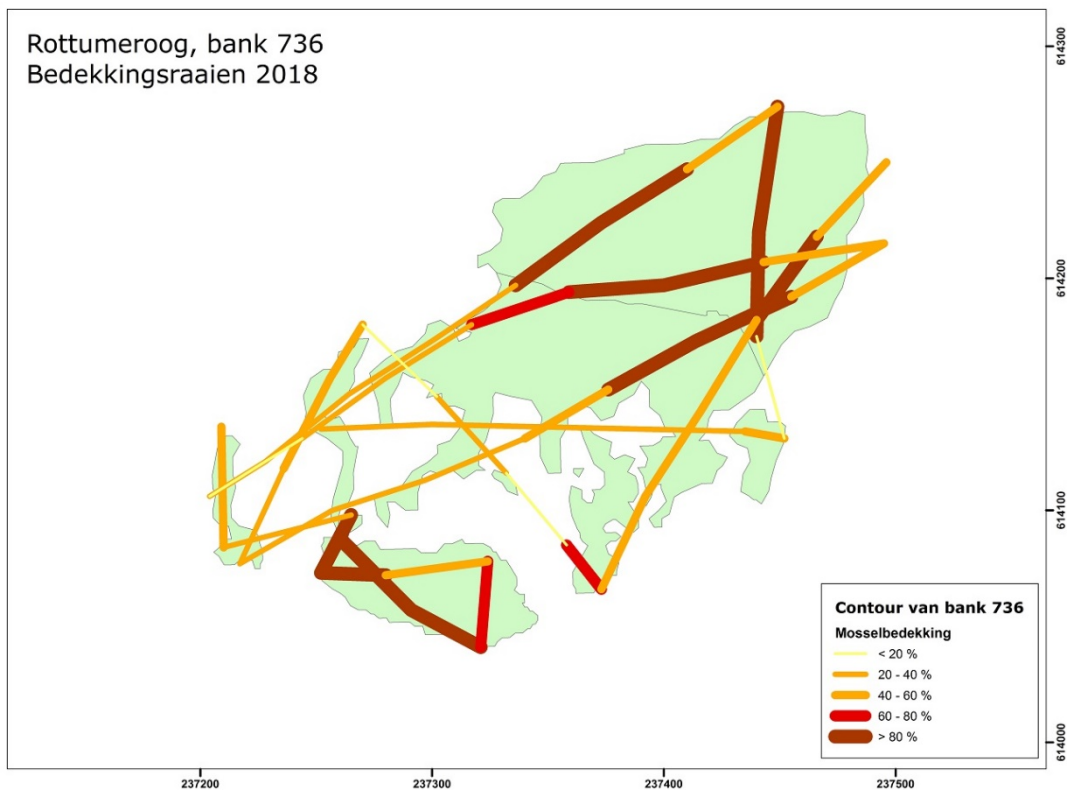 Rottumeroog, bank 736
Bedekkingsraaien 2018
614300
614200
614100
614000
Contour van bank 736
Mosselbedekking
< 20 %
20 - 40 %
40 - 60 %
60 - 80 %
> 80 %
237200
237300
237400
237500